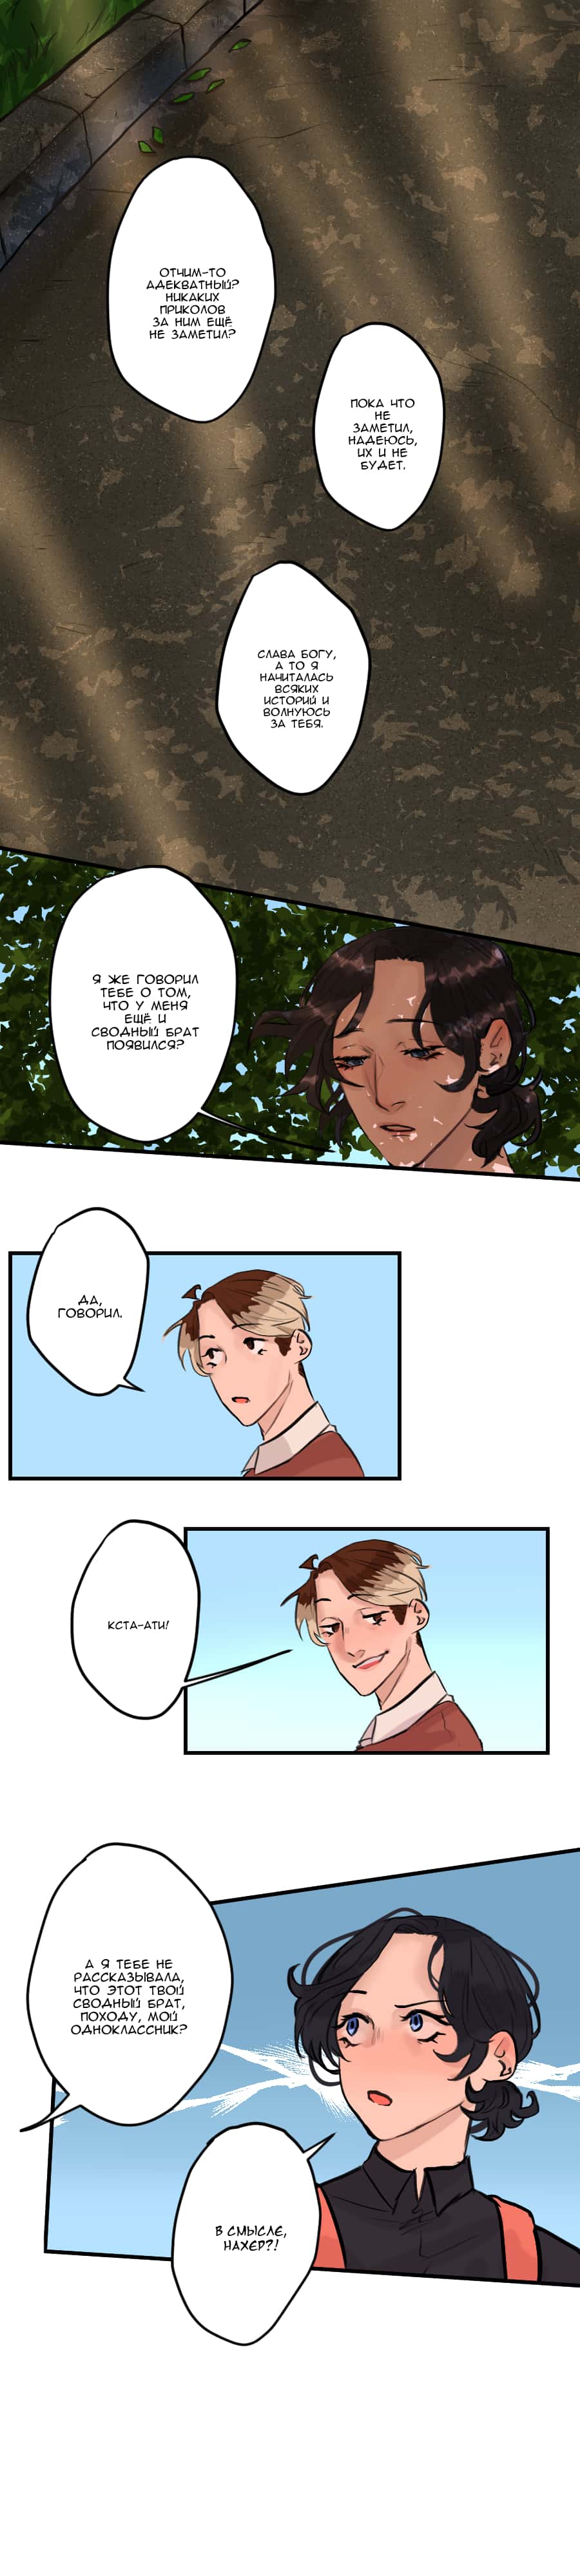 ОТЧИМ-ТО
АДЕКВАТНЫЙ?
НИКАКИХ
ПРИКОЛОВ
ЗА НИМ ЕЩЁ
НЕ ЗАМЕТИЛ?
ПОКА ЧТО
НЕ
ЗАМЕТИЛ,
НАДЕЮСЬ,
ИХ И НЕ
БУДЕТ.
СЛАВА БОГУ,
А ТО Я
НАЧИТАЛАСЬ
ВСЯКИХ
ИСТОРИЙ И
ВОЛНУЮСЬ
ЗА ТЕБЯ.
Я ЖЕ ГОВОРИЛ
ТЕБЕ О ТОМ,
ЧТО У МЕНЯ
ЕЩЁ И
СВОДНЫЙ БРАТ
ПОЯВИЛСЯ?
ДА,
ГОВОРИЛ.
КСТА-АТИ!
А Я ТЕБЕ НЕ
РАССКАЗЫВАЛА,
ЧТО ЭТОТ ТВОЙ
СВОДНЫЙ БРАТ,
ПОХОДУ, МОЙ
ОДНОКЛАССНИК?
В СМЫСЛЕ,
НАХЕР?!